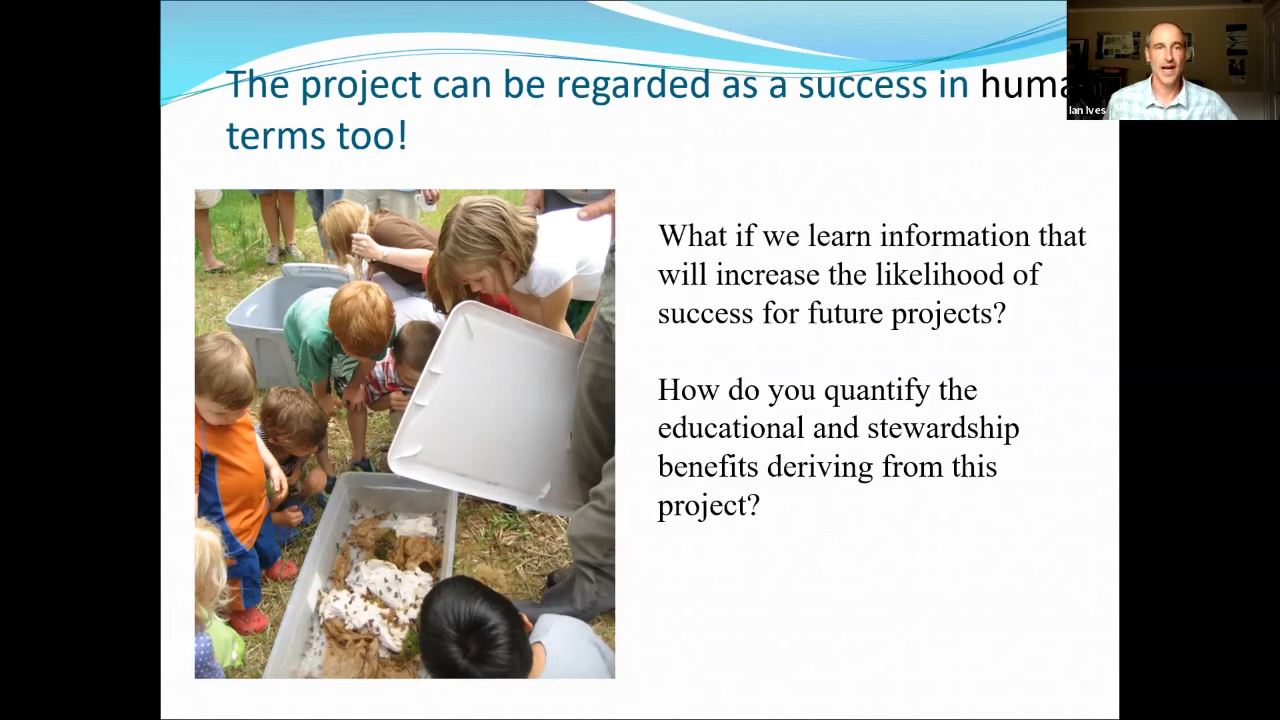 The project can be regarded as a success in huma
terms too!
Ian Ives
What if we learn information that
will increase the likelihood of
success for future projects?
How do you quantify the
educational and stewardship
benefits deriving from this
project?